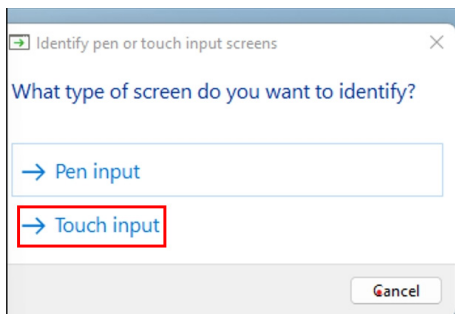 Identify pen or touch input screens
What type of screen do you want to identify?
Pen input
Touch input
Cancel